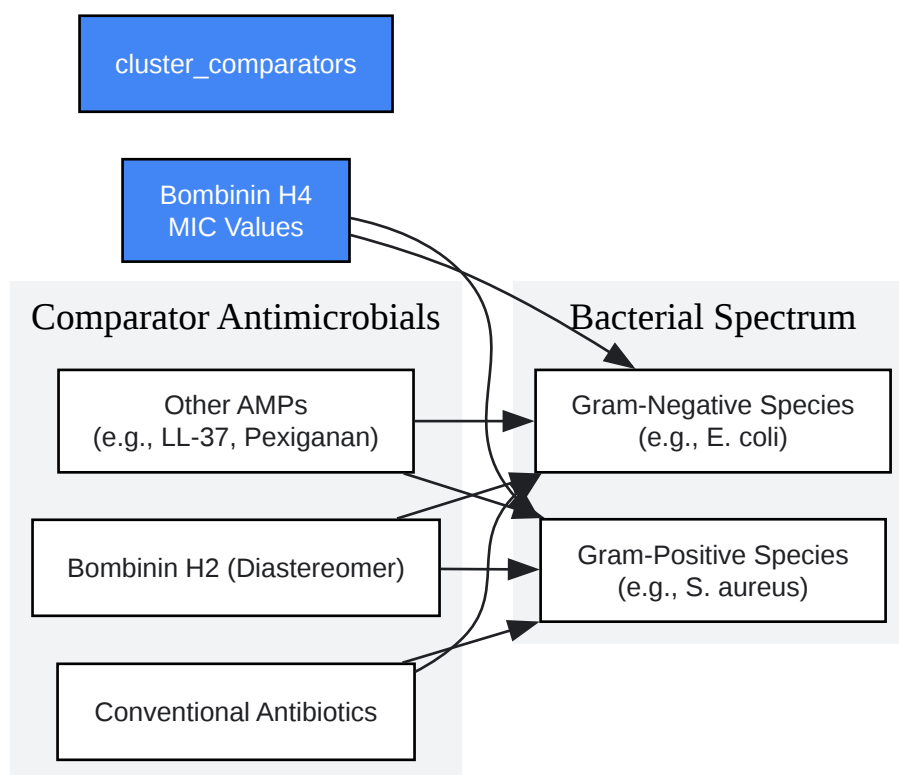 cluster_comparators
Bombinin H4
MIC Values
Comparator Antimicrobials
Other AMPs
(e.g., LL-37, Pexiganan)
Bombinin H2 (Diastereomer)
Conventional Antibiotics
Bacterial Spectrum
Gram-Negative Species
(e.g., E. coli)
Gram-Positive Species
(e.g., S. aureus)